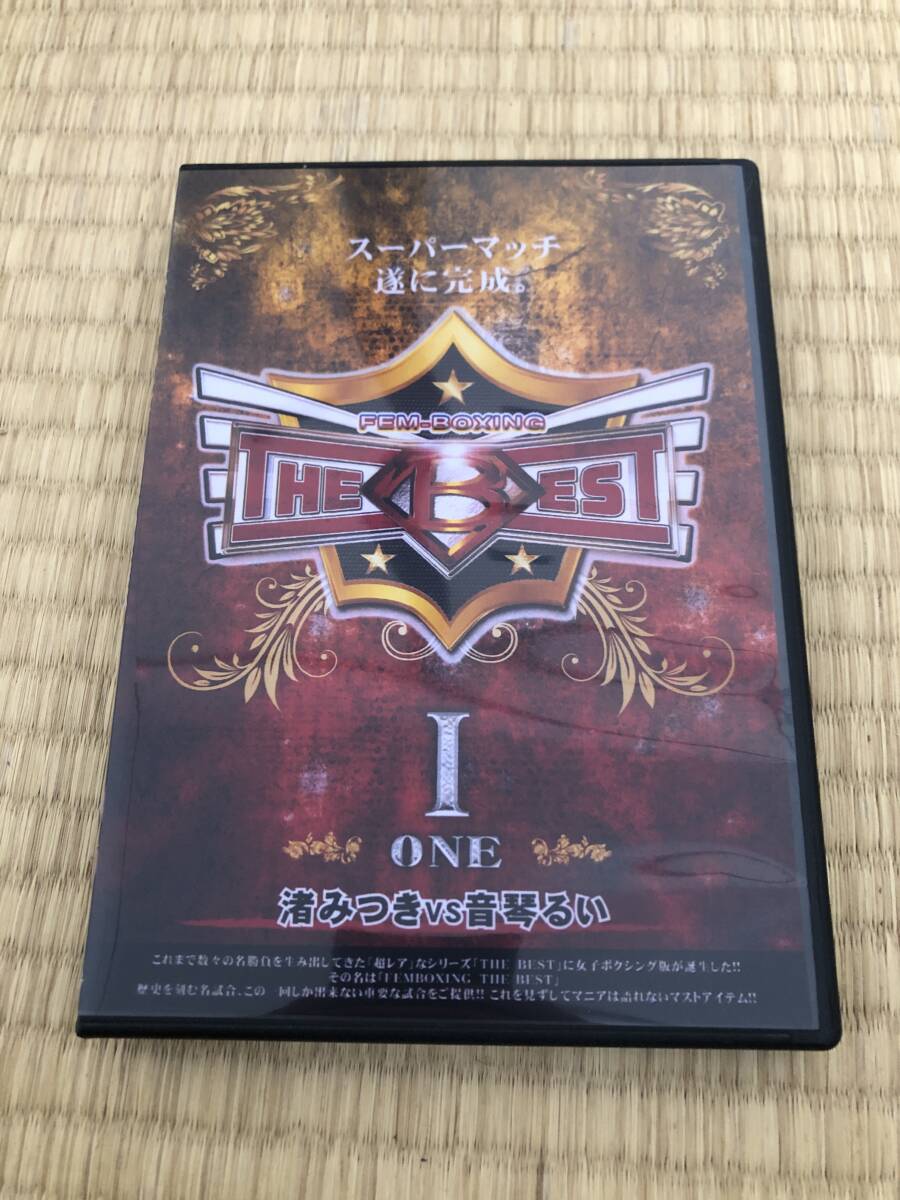 スーパーマッチ
遂に完成。
FEM-BOXING
THE BEST
I
ONE
渚みつきvs音琴るい
これまで数々の名勝負を生み出してきた「超レア」なシリーズ「THE BEST」に女子ボクシング版が誕生した!!
その名は「FEMBOXING THE BEST」
歴史を刻む名試合、この一回しか出来ない重要な試合をご提供!! これを見ずしてマニアは語れないマストアイテム!!